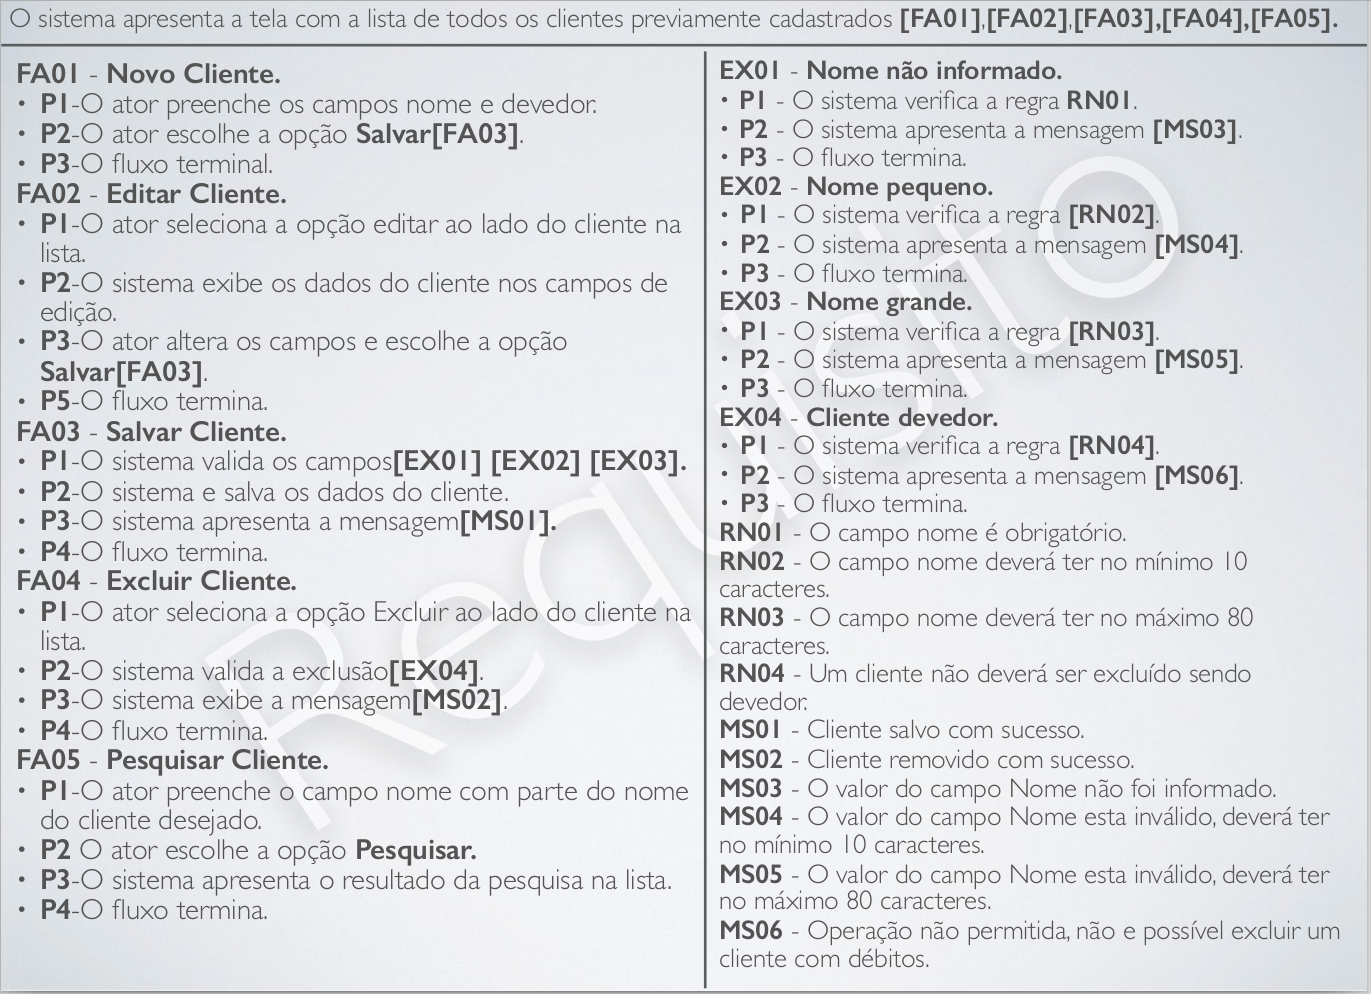 O sistema apresenta a tela com a lista de todos os clientes previamente cadastrados [FA01],[FA02],[FA03],[FA04],[FA05].
FA01 - Novo Cliente.
• P1-O ator preenche os campos nome e devedor.
• P2-O ator escolhe a opção Salvar[FA03].
• P3-O fluxo terminal.
FA02 - Editar Cliente.
• P1-O ator seleciona a opção editar ao lado do cliente na
lista.
• P2-O sistema exibe os dados do cliente nos campos de
edição.
• P3-O ator altera os campos e escolhe a opção
Salvar[FA03].
• P5-O fluxo termina.
FA03 - Salvar Cliente.
• P1-O sistema valida os campos[EX01] [EX02] [EX03].
• P2-O sistema e salva os dados do cliente.
• P3-O sistema apresenta a mensagem[MS01].
• P4-O fluxo termina.
FA04 - Excluir Cliente.
• P1-O ator seleciona a opção Excluir ao lado do cliente na
lista.
• P2-O sistema valida a exclusão[EX04].
• P3-O sistema exibe a mensagem[MS02].
• P4-O fluxo termina.
FA05 - Pesquisar Cliente.
• P1-O ator preenche o campo nome com parte do nome
do cliente desejado.
• P2 O ator escolhe a opção Pesquisar.
• P3-O sistema apresenta o resultado da pesquisa na lista.
• P4-O fluxo termina.
EX01 - Nome não informado.
• P1 - O sistema verifica a regra RN01.
• P2 - O sistema apresenta a mensagem [MS03].
• P3 - O fluxo termina.
EX02 - Nome pequeno.
• P1 - O sistema verifica a regra [RN02].
• P2 - O sistema apresenta a mensagem [MS04].
• P3 - O fluxo termina.
EX03 - Nome grande.
• P1 - O sistema verifica a regra [RN03].
• P2 - O sistema apresenta a mensagem [MS05].
• P3 - O fluxo termina.
EX04 - Cliente devedor.
• P1 - O sistema verifica a regra [RN04].
• P2 - O sistema apresenta a mensagem [MS06].
• P3 - O fluxo termina.
RN01 - O campo nome é obrigatório.
RN02 - O campo nome deverá ter no mínimo 10
caracteres.
RN03 - O campo nome deverá ter no máximo 80
caracteres.
RN04 - Um cliente não deverá ser excluído sendo
devedor.
MS01 - Cliente salvo com sucesso.
MS02 - Cliente removido com sucesso.
MS03 - O valor do campo Nome não foi informado.
MS04 - O valor do campo Nome esta inválido, deverá ter
no mínimo 10 caracteres.
MS05 - O valor do campo Nome esta inválido, deverá ter
no máximo 80 caracteres.
MS06 - Operação não permitida, não e possível excluir um
cliente com débitos.
Requisito